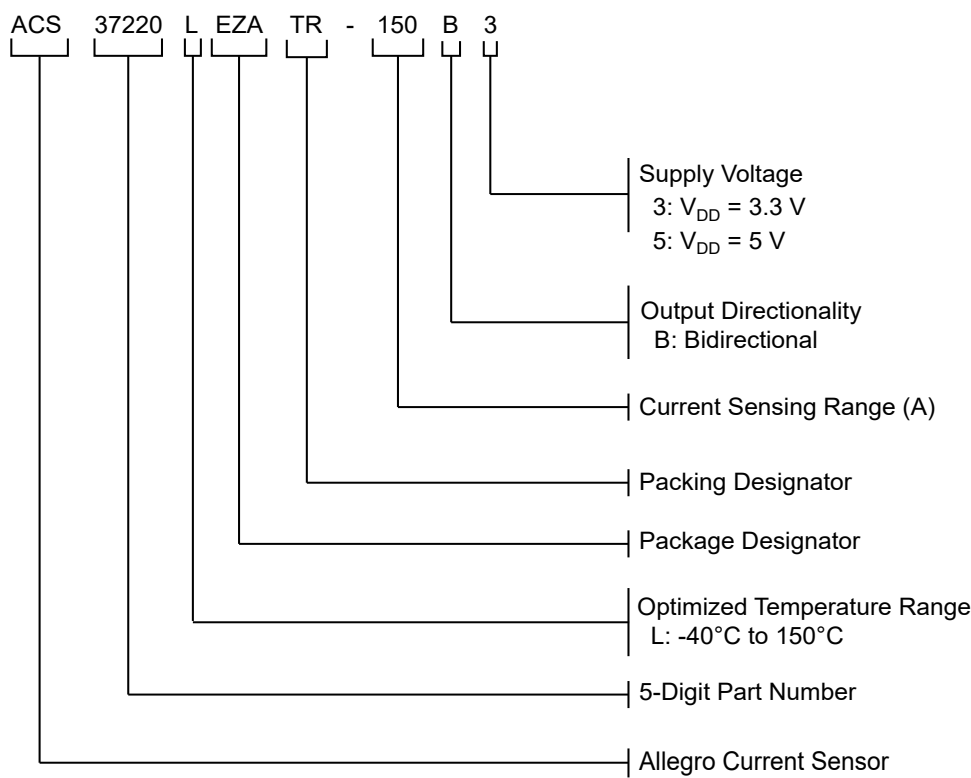 ACS 37220 L EZA TR - 150 B 3
Supply Voltage
3: VDD = 3.3 V
5: VDD = 5 V
Output Directionality
B: Bidirectional
Current Sensing Range (A)
Packing Designator
Package Designator
Optimized Temperature Range
L: -40°C to 150°C
5-Digit Part Number
Allegro Current Sensor